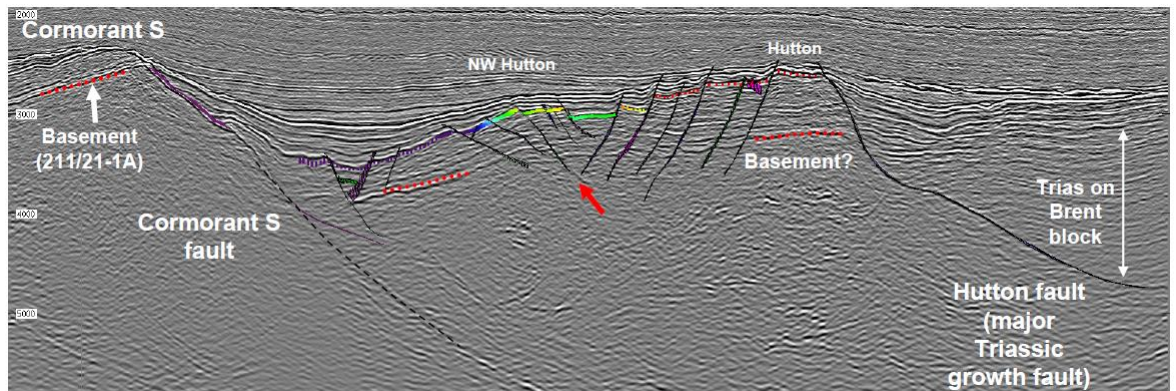 2000
Cormorant S
Hutton
NW Hutton
3000
Basement
(211/21-1A)
Basement?
Trias on
Brent
block
4000
Cormorant S
fault
5000
Hutton fault
(major
Triassic
growth fault)